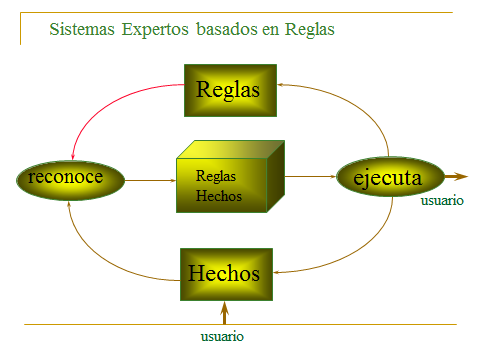 Sistemas Expertos basados en Reglas
Reglas
reconoce
Reglas
Hechos
ejecuta
usuario
Hechos
usuario